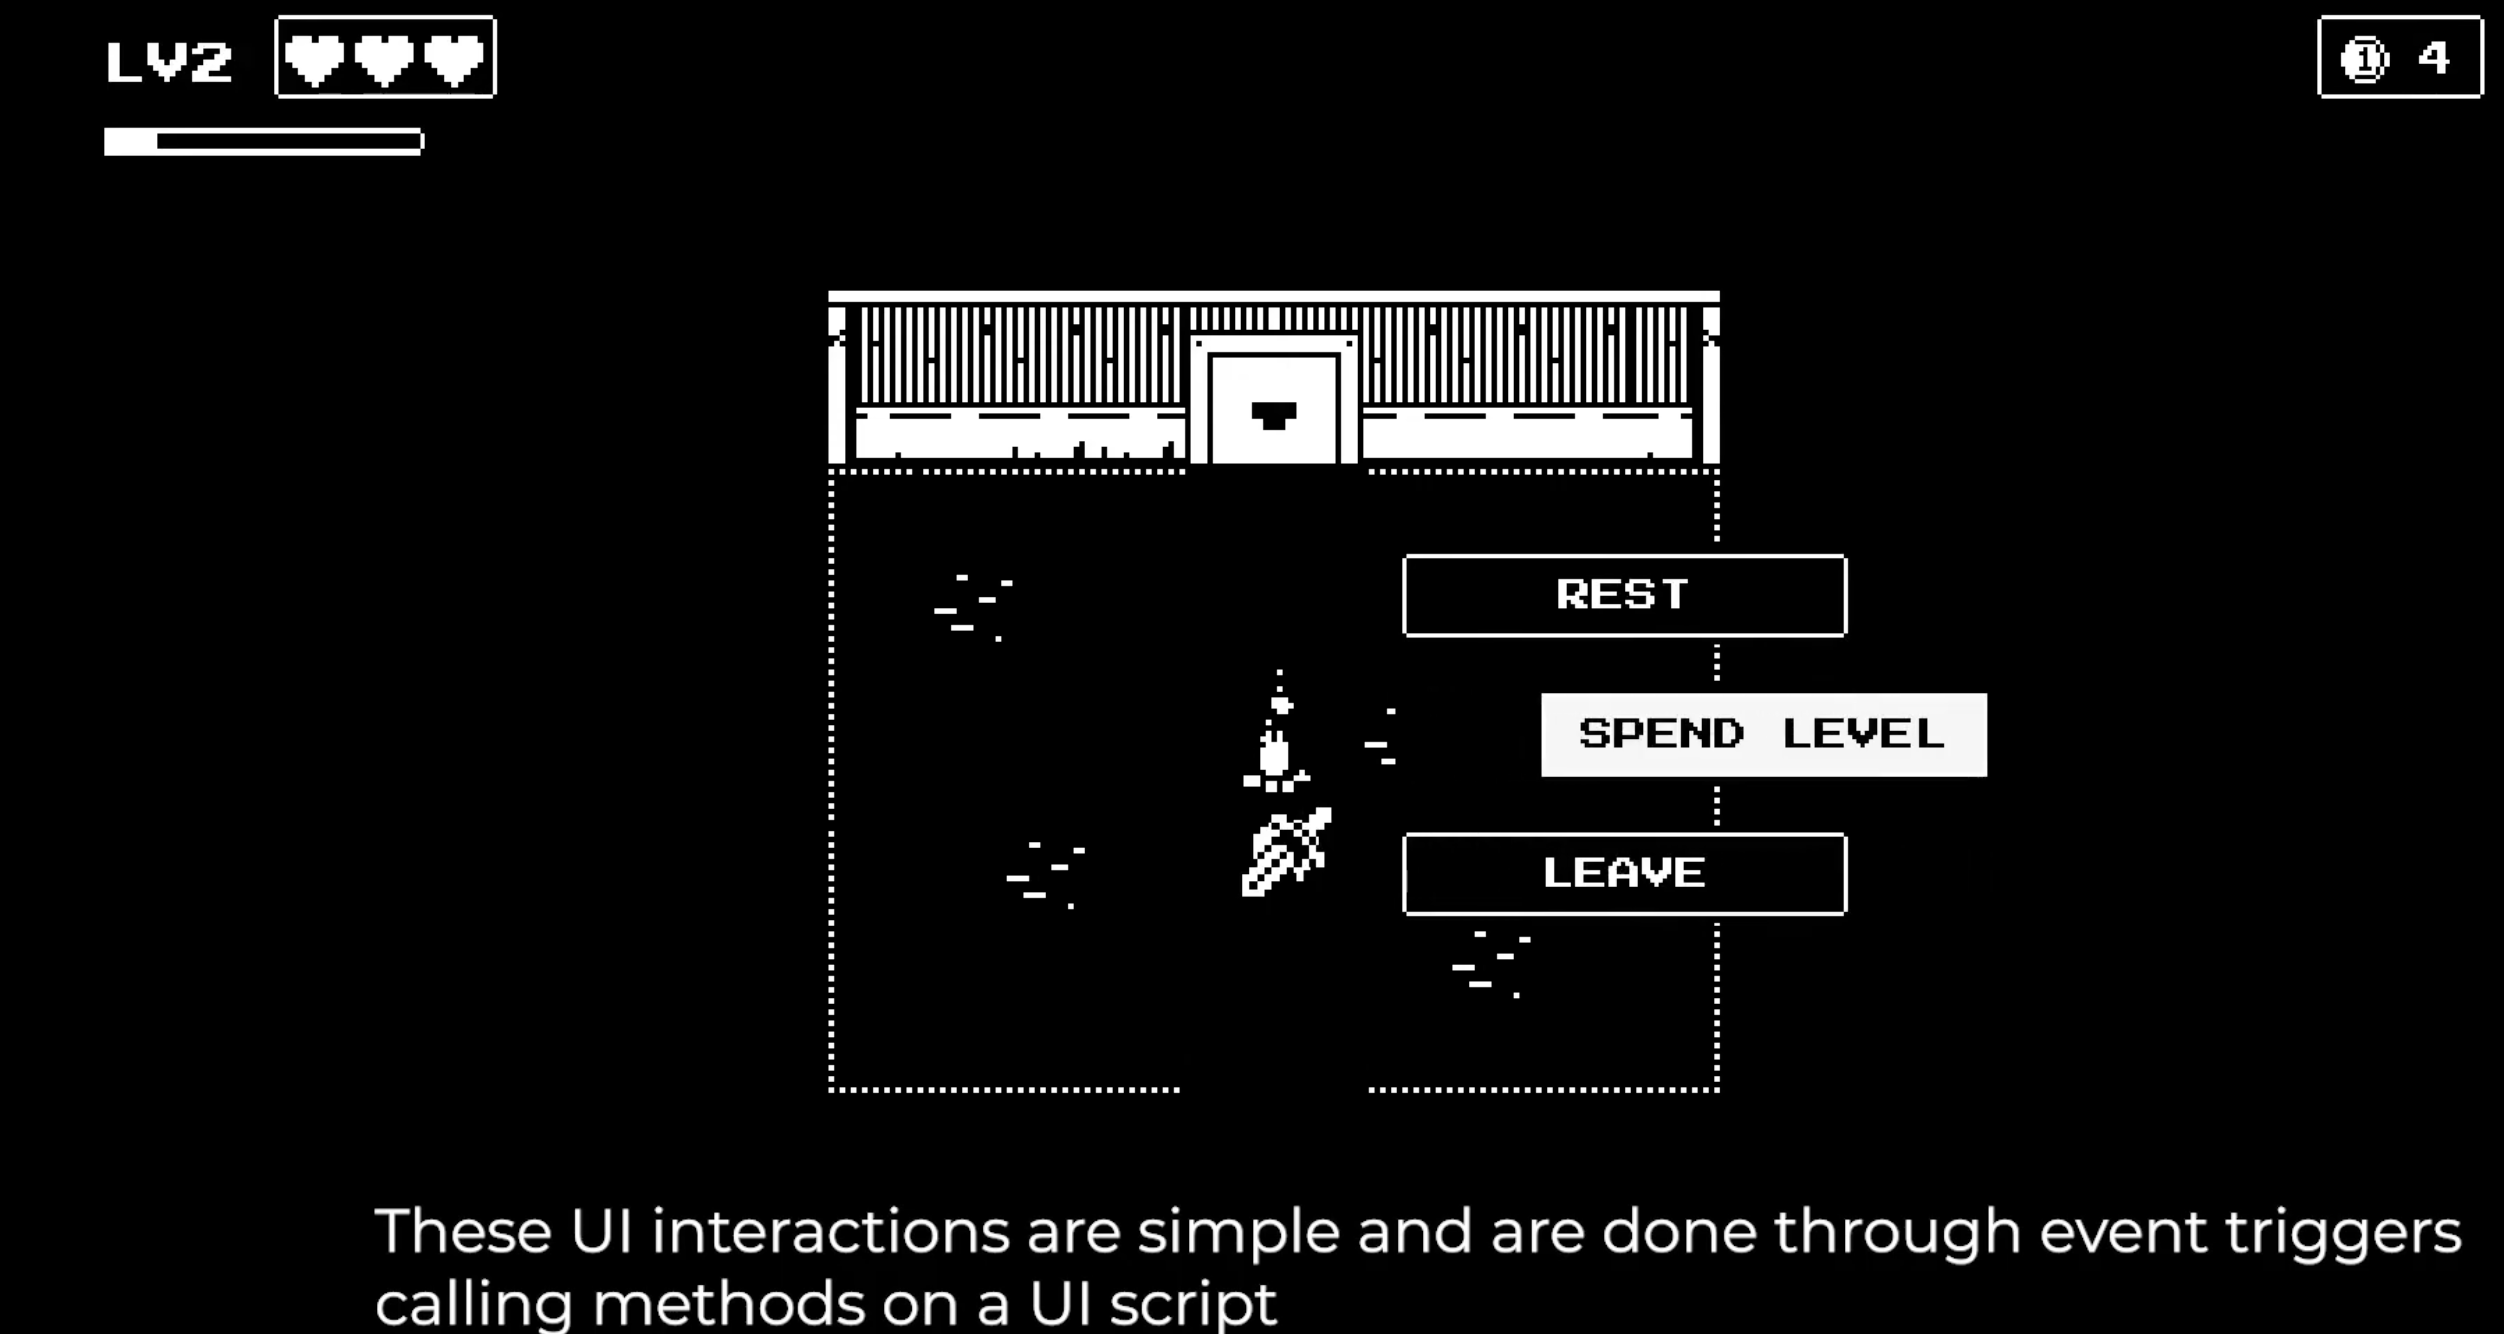 LV2
1 4
REST
SPEND LEVEL
LEAVE
These UI interactions are simple and are done through event triggers
calling methods on a UI script